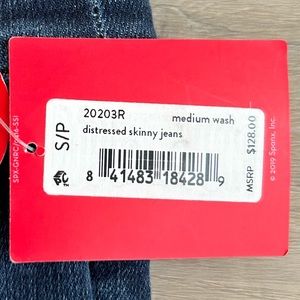 20203R
medium wash
distressed skinny jeans
S/P
8 41483 18428 9
MSRP $128.00
© 2019 Spanx, Inc.